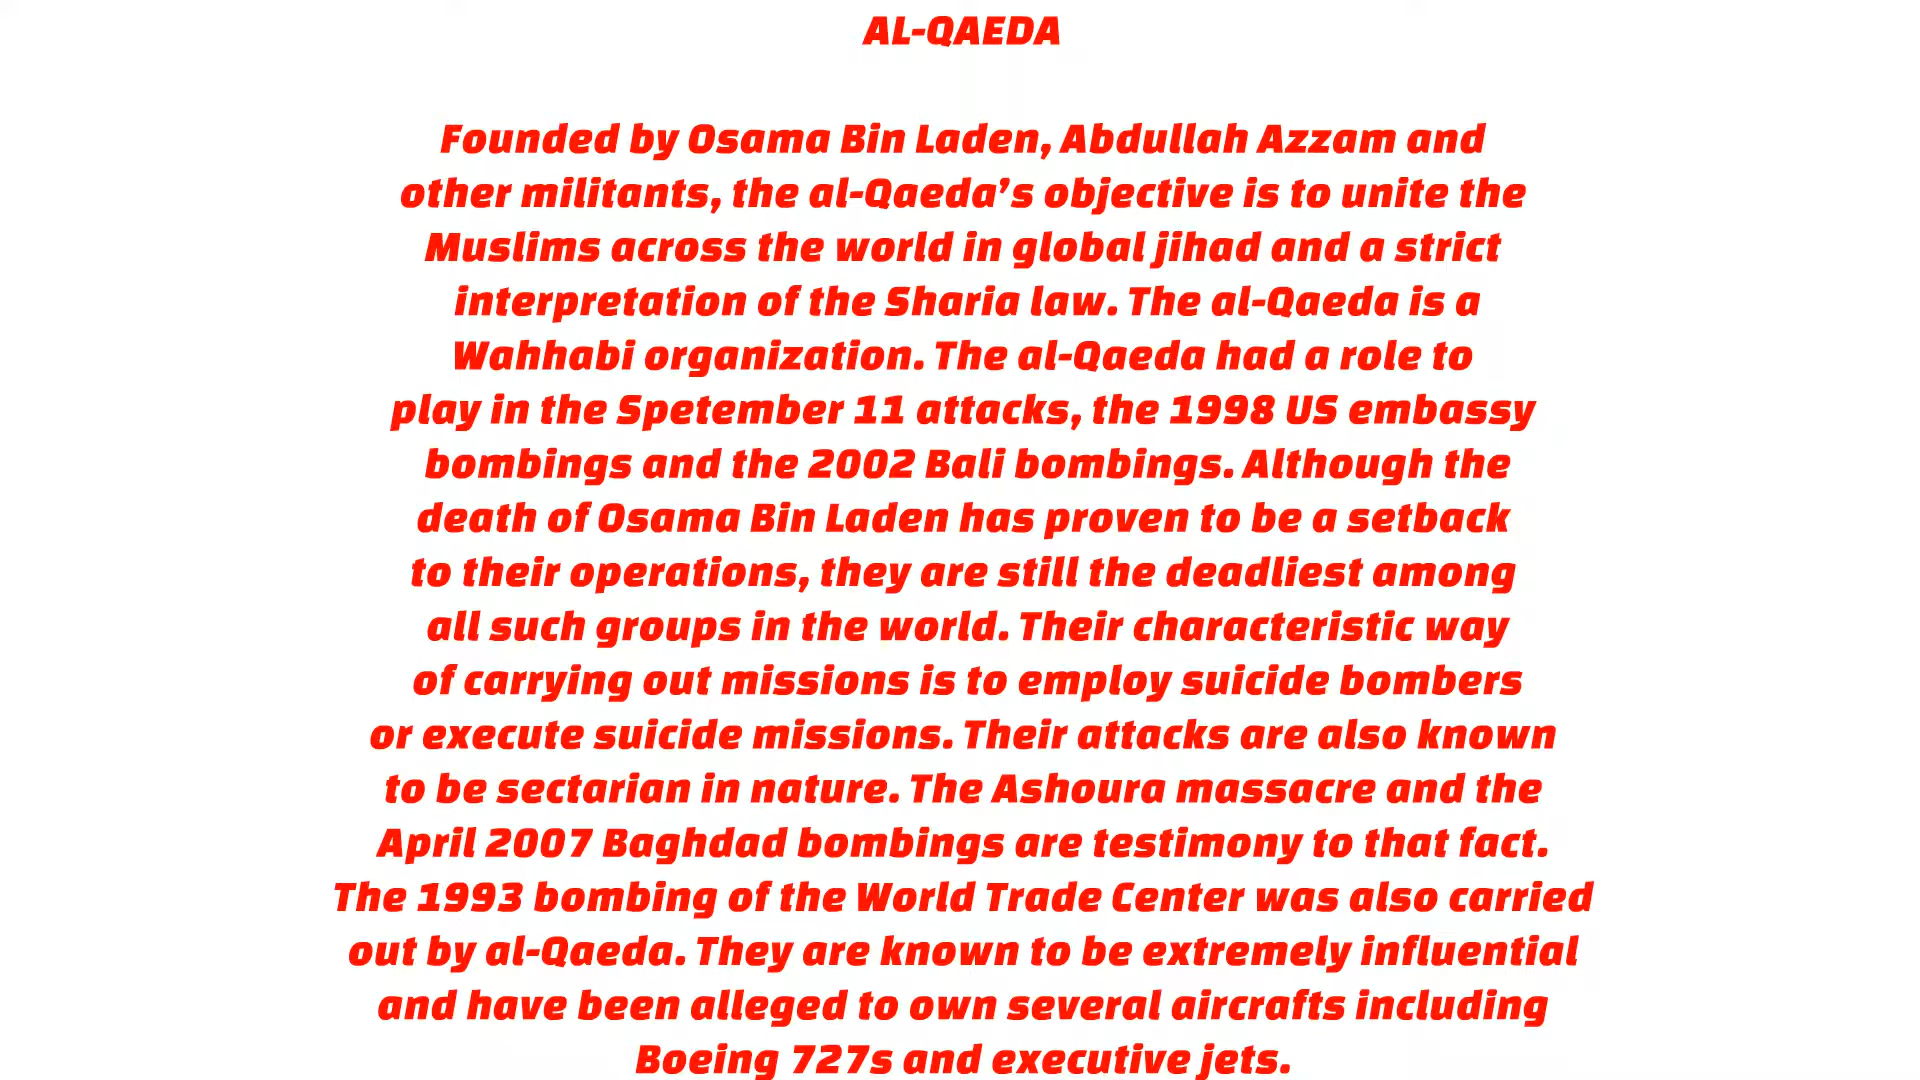 AL-QAEDA
Founded by Osama Bin Laden, Abdullah Azzam and
other militants, the al-Qaeda’s objective is to unite the
Muslims across the world in global jihad and a strict
interpretation of the Sharia law. The al-Qaeda is a
Wahhabi organization. The al-Qaeda had a role to
play in the Spetember 11 attacks, the 1998 US embassy
bombings and the 2002 Bali bombings. Although the
death of Osama Bin Laden has proven to be a setback
to their operations, they are still the deadliest among
all such groups in the world. Their characteristic way
of carrying out missions is to employ suicide bombers
or execute suicide missions. Their attacks are also known
to be sectarian in nature. The Ashoura massacre and the
April 2007 Baghdad bombings are testimony to that fact.
The 1993 bombing of the World Trade Center was also carried
out by al-Qaeda. They are known to be extremely influential
and have been alleged to own several aircrafts including
Boeing 727s and executive jets.